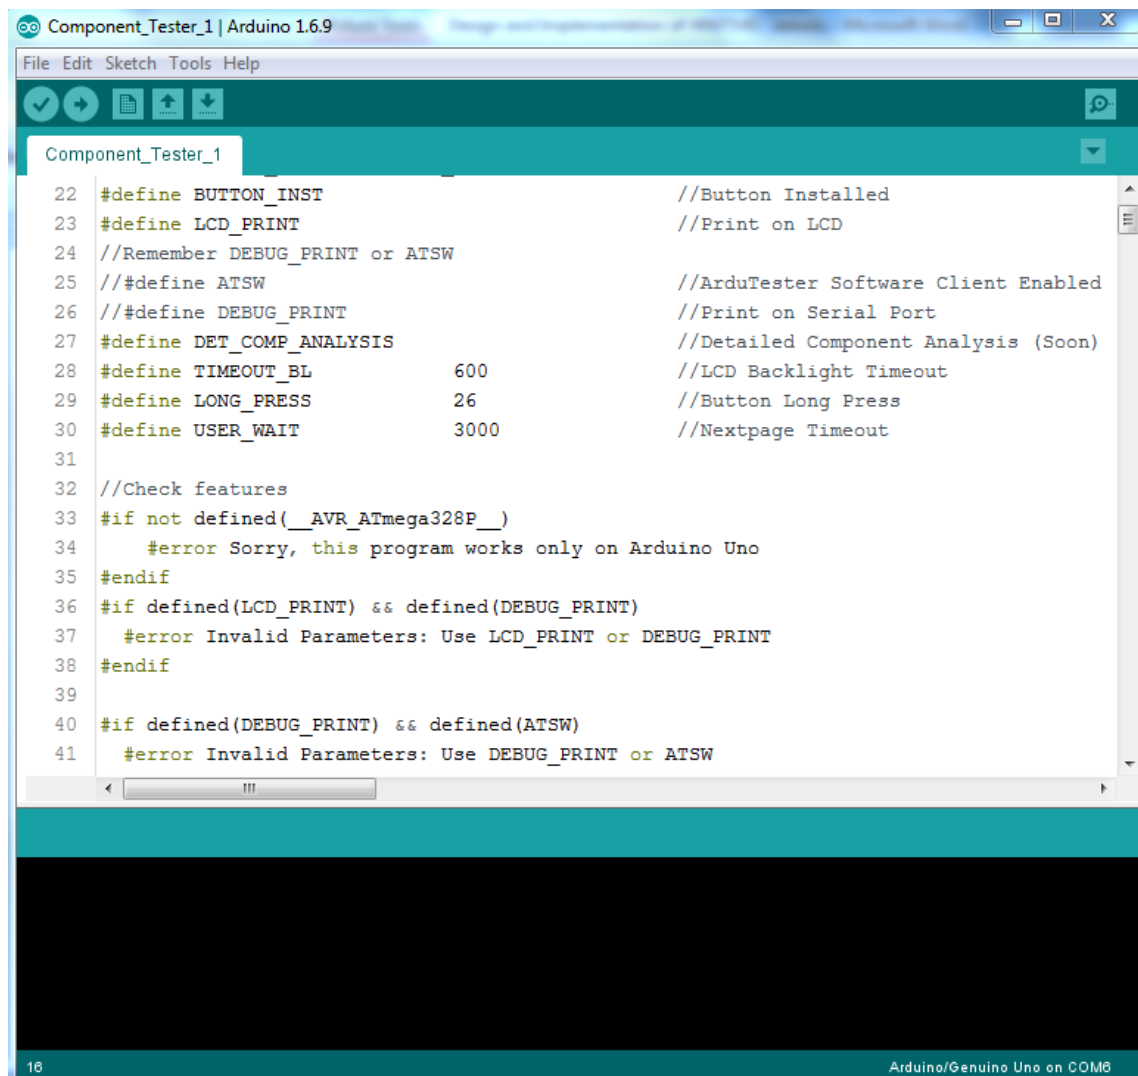 Component_Tester_1 | Arduino 1.6.9
File Edit Sketch Tools Help
Component_Tester_1
22 #define BUTTON_INST //Button Installed
23 #define LCD_PRINT //Print on LCD
24 //Remember DEBUG_PRINT or ATSW
25 //#define ATSW //ArduTester Software Client Enabled
26 //#define DEBUG_PRINT //Print on Serial Port
27 #define DET_COMP_ANALYSIS //Detailed Component Analysis (Soon)
28 #define TIMEOUT_BL 600 //LCD Backlight Timeout
29 #define LONG_PRESS 26 //Button Long Press
30 #define USER_WAIT 3000 //Nextpage Timeout
31
32 //Check features
33 #if not defined(__AVR_ATmega328P__)
34 #error Sorry, this program works only on Arduino Uno
35 #endif
36 #if defined(LCD_PRINT) && defined(DEBUG_PRINT)
37 #error Invalid Parameters: Use LCD_PRINT or DEBUG_PRINT
38 #endif
39
40 #if defined(DEBUG_PRINT) && defined(ATSW)
41 #error Invalid Parameters: Use DEBUG_PRINT or ATSW
16 Arduino/Genuino Uno on COM6